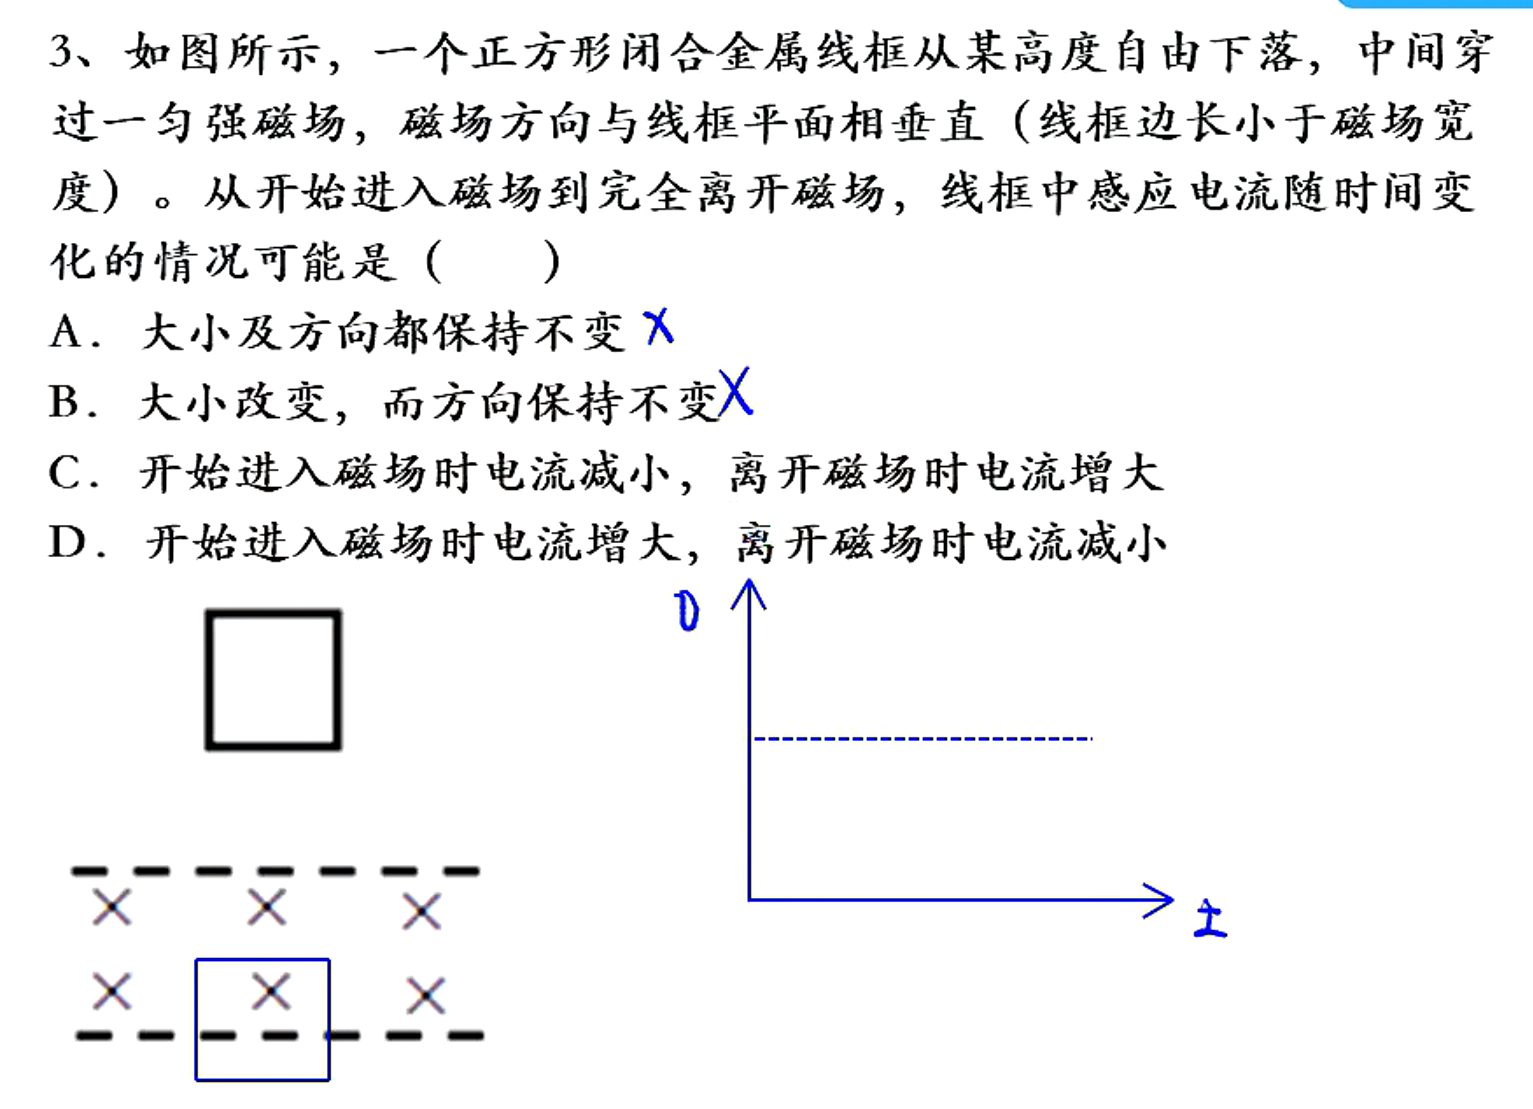 3、如图所示，一个正方形闭合金属线框从某高度自由下落，中间穿
过一匀强磁场，磁场方向与线框平面相垂直（线框边长小于磁场宽
度）。从开始进入磁场到完全离开磁场，线框中感应电流随时间变
化的情况可能是（　　）
A．大小及方向都保持不变 ×
B．大小改变，而方向保持不变×
C．开始进入磁场时电流减小，离开磁场时电流增大
D．开始进入磁场时电流增大，离开磁场时电流减小